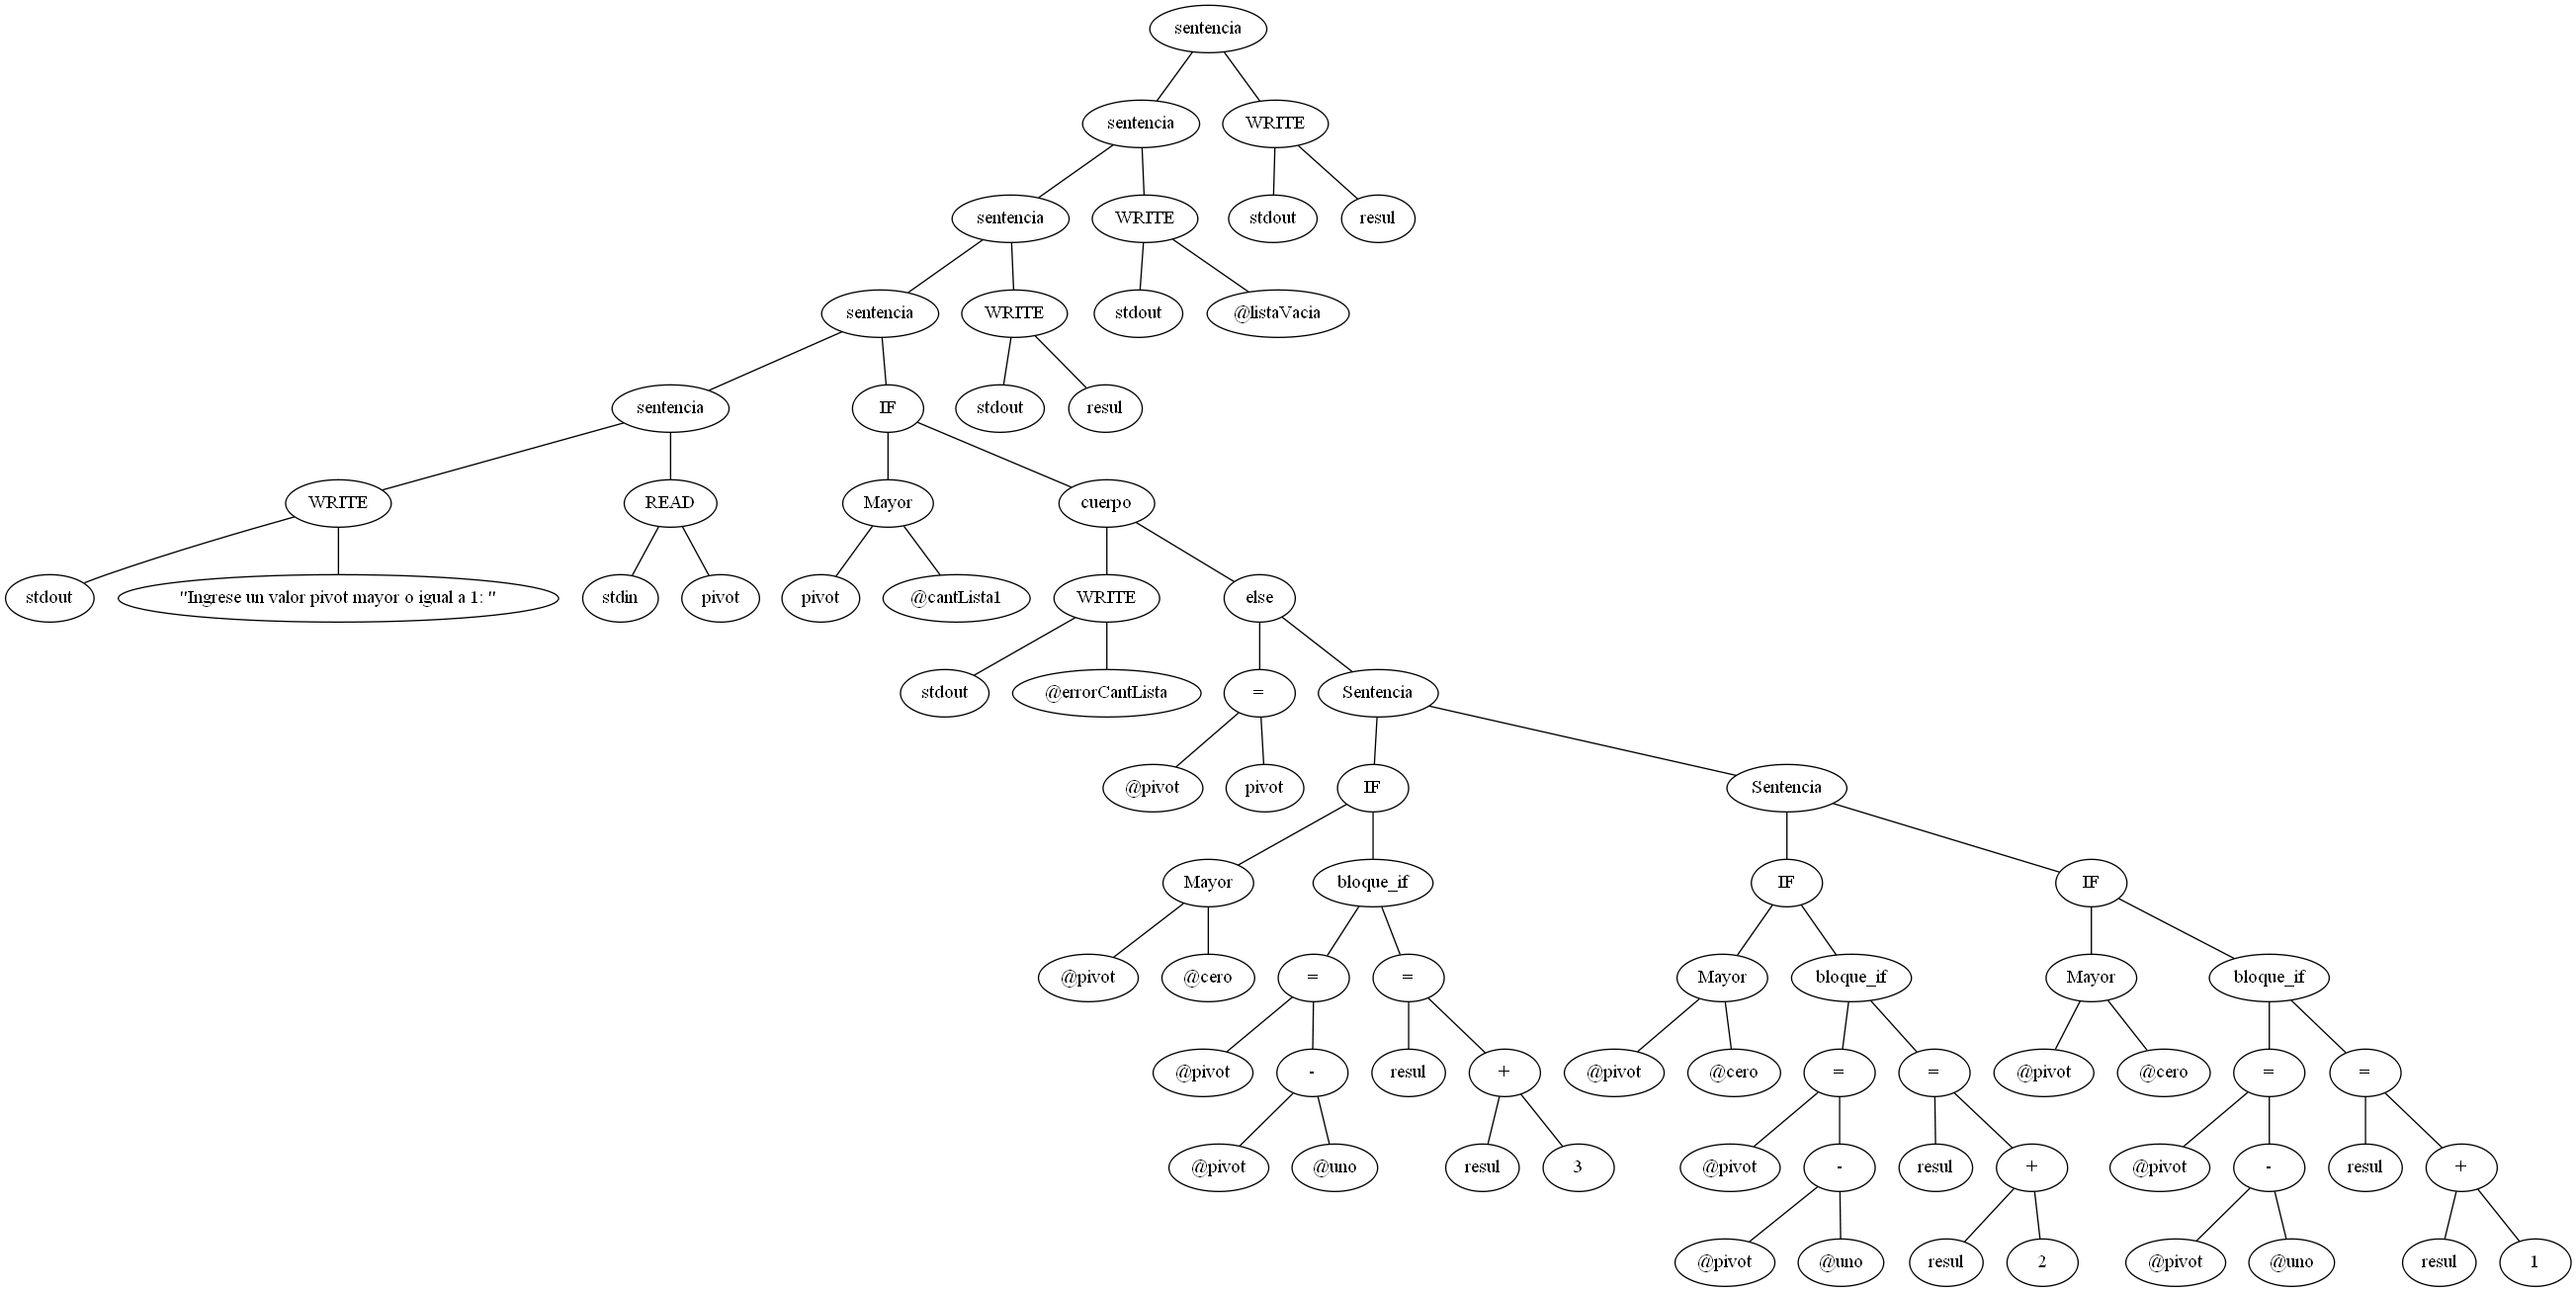 sentencia
sentencia WRITE
sentencia WRITE stdout resul
sentencia WRITE stdout @listaVacia
sentencia IF stdout resul
WRITE READ Mayor cuerpo
stdout "Ingrese un valor pivot mayor o igual a 1: " stdin pivot pivot @cantLista1 WRITE else
stdout @errorCantLista = Sentencia
@pivot pivot IF Sentencia
Mayor bloque_if IF IF
@pivot @cero = = Mayor bloque_if Mayor bloque_if
@pivot - resul + @pivot @cero = = @pivot @cero = =
@pivot @uno resul 3 @pivot - resul + @pivot - resul +
@pivot @uno resul 2 @pivot @uno resul 1